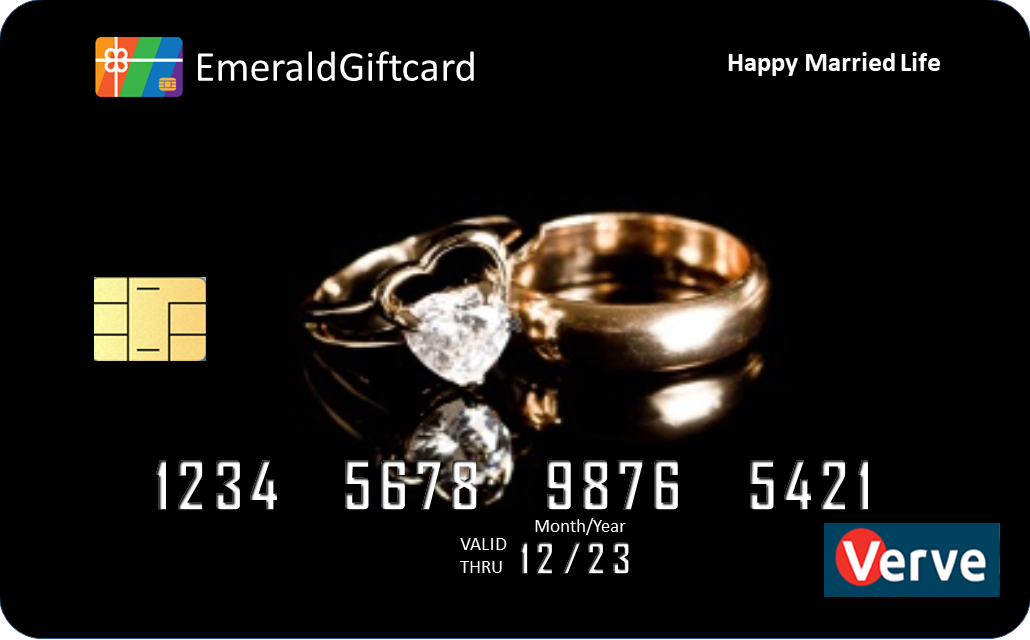 EmeraldGiftcard
Happy Married Life
1234 5678 9876 5421
Month/Year
VALID
THRU
12/23
Verve